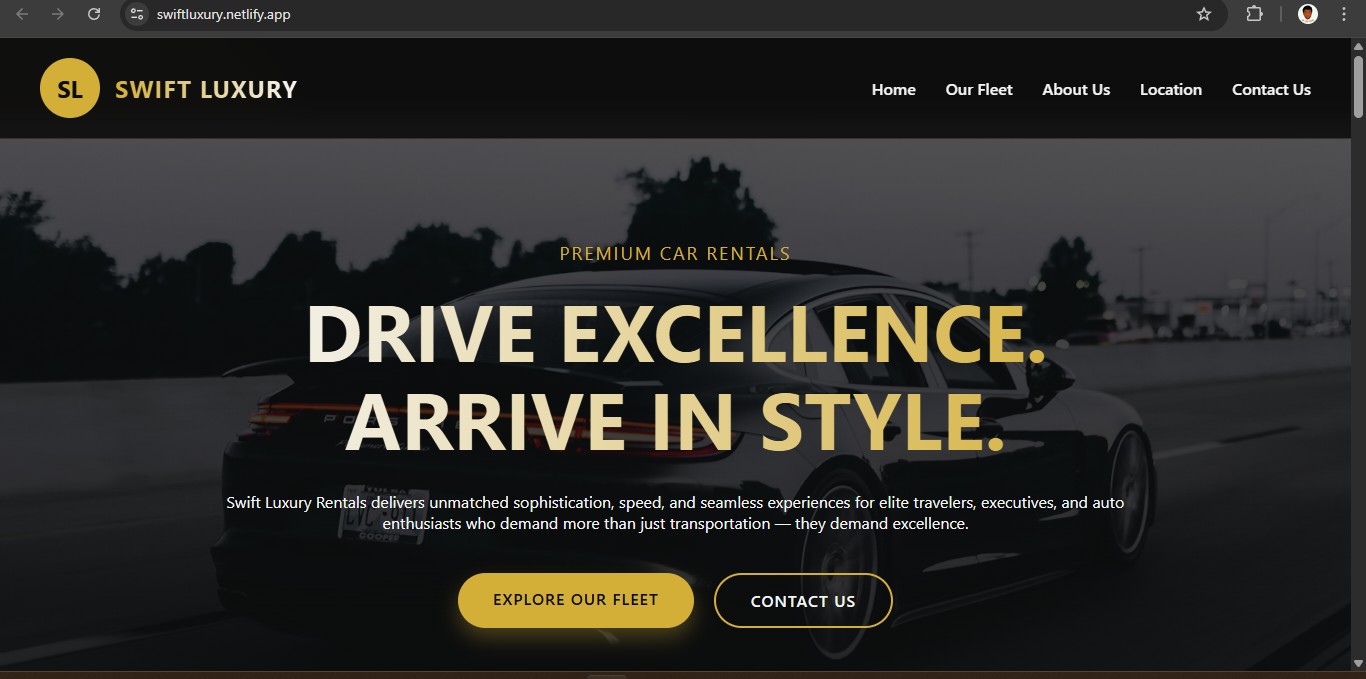 swiftluxury.netlify.app
SL
SWIFT LUXURY
Home
Our Fleet
About Us
Location
Contact Us
PREMIUM CAR RENTALS
DRIVE EXCELLENCE.
ARRIVE IN STYLE.
Swift Luxury Rentals delivers unmatched sophistication, speed, and seamless experiences for elite travelers, executives, and auto
enthusiasts who demand more than just transportation — they demand excellence.
EXPLORE OUR FLEET
CONTACT US